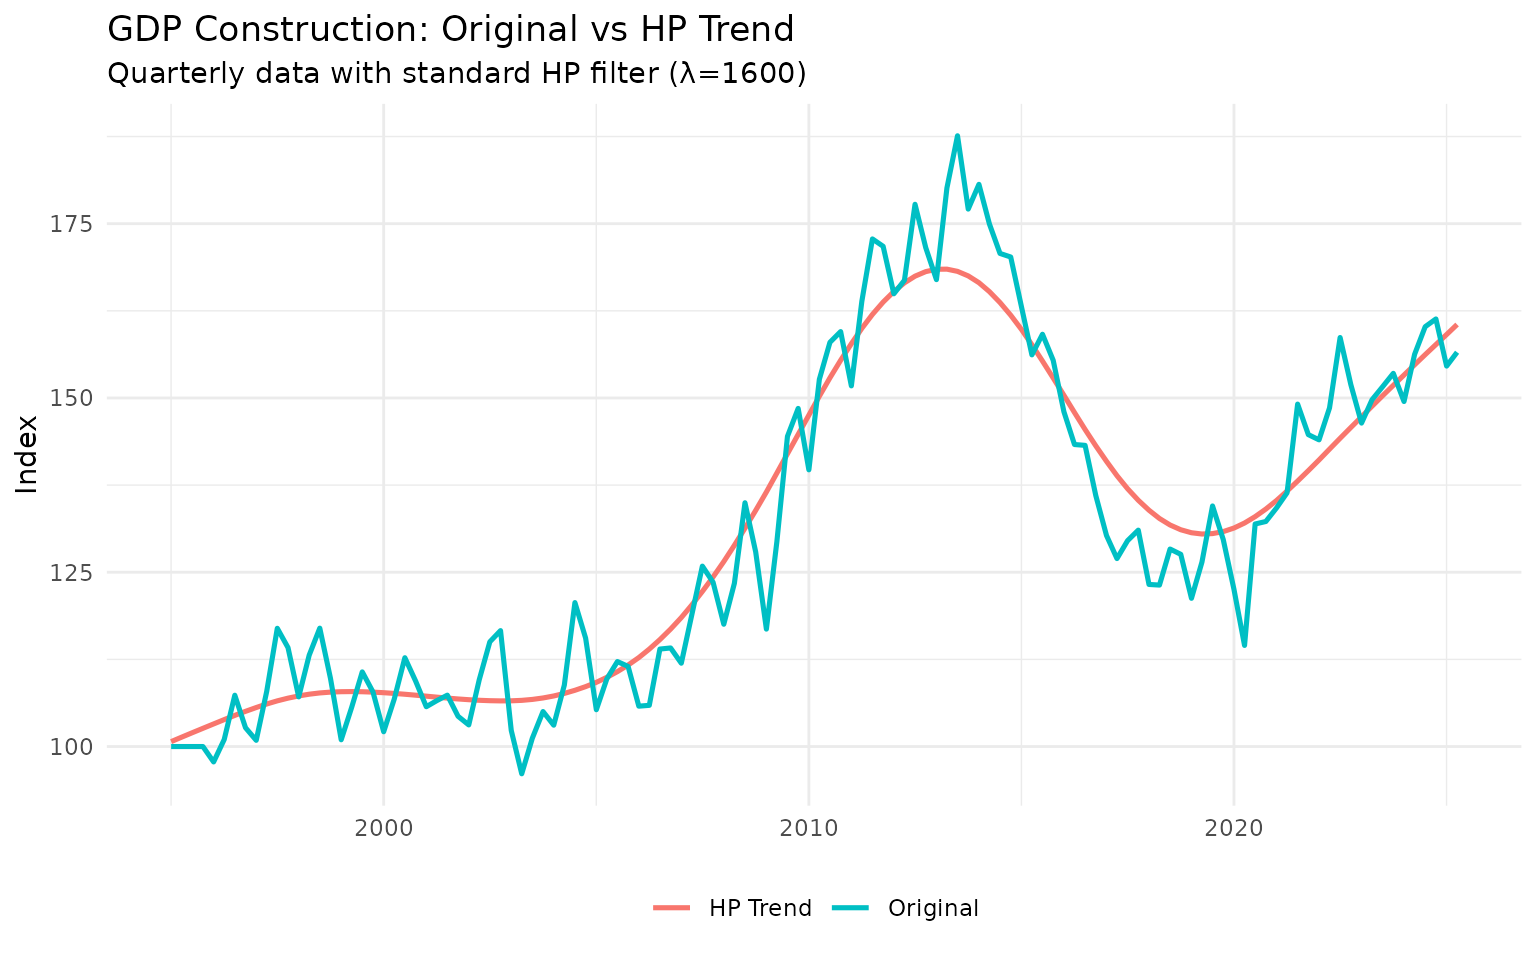 GDP Construction: Original vs HP Trend
Quarterly data with standard HP filter (λ=1600)
Index
175
150
125
100
2000 2010 2020
HP Trend Original